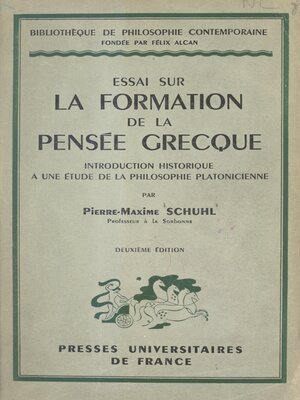 BIBLIOTHÈQUE DE PHILOSOPHIE CONTEMPORAINE
FONDÉE PAR FÉLIX ALCAN
ESSAI SUR
LA FORMATION
DE LA
PENSÉE GRECQUE
INTRODUCTION HISTORIQUE
A UNE ÉTUDE DE LA PHILOSOPHIE PLATONICIENNE
PAR
PIERRE-MAXIME SCHUHL
PROFESSEUR A LA SORBONNE
DEUXIÈME ÉDITION
PRESSES UNIVERSITAIRES
DE FRANCE